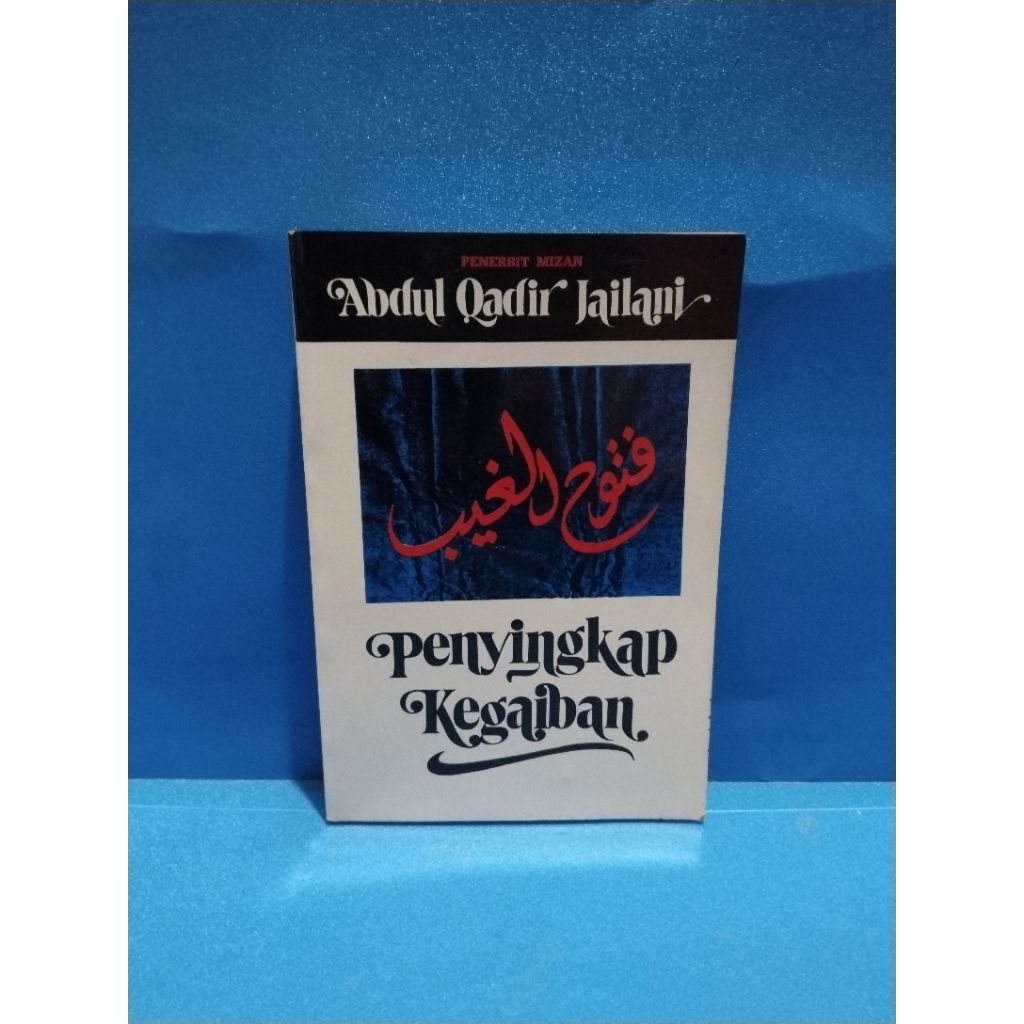 PENERBIT MIZAN
Abdul Qadir Jailani
فتوح الغيب
Penyingkap
Kegaiban